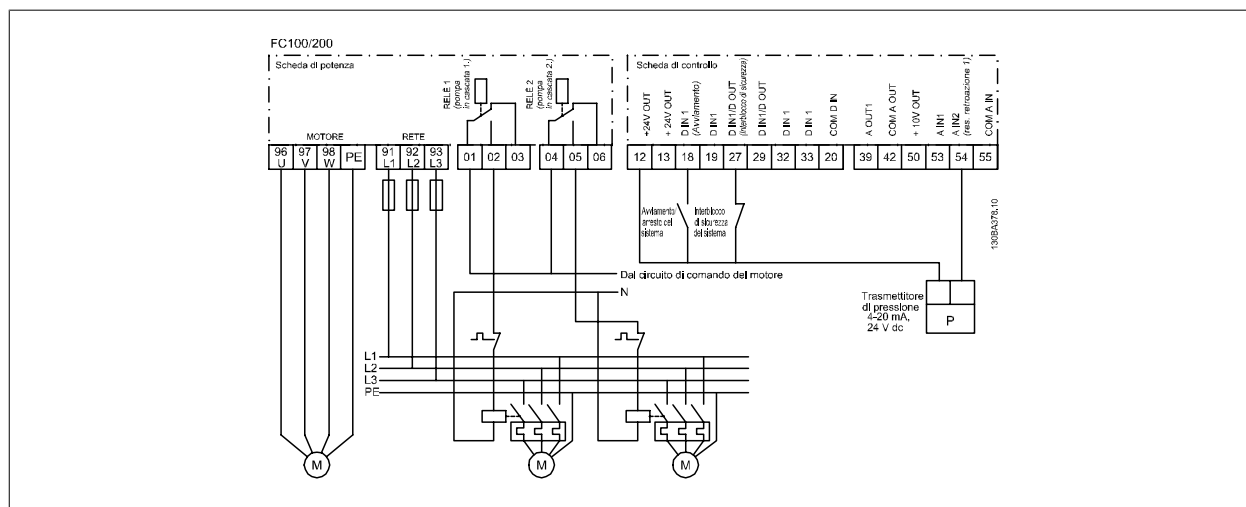 FC100/200
Scheda di potenza
RELÈ 1
(pompa
in cascata 1.)
RELÈ 2
(pompa
in cascata 2.)
MOTORE
RETE
96 97 98 PE 91 92 93 01 02 03 04 05 06
U V W L1 L2 L3
Scheda di controllo
+24V OUT
+ 24V OUT
D IN 1
(Avviamento)
D IN1
D IN1/D OUT
(Interblocco di sicurezza)
D IN1/D OUT
D IN 1
D IN 1
COM D IN
A OUT1
COM A OUT
+ 10V OUT
A IN1
A IN2
(res. retroazione 1)
COM A IN
12 13 18 19 27 29 32 33 20 39 42 50 53 54 55
Avviamento/
arresto del
sistema
Interblocco
di sicurezza
del sistema
130BA378.10
Dal circuito di comando del motore
N
Trasmettitore
di pressione
4-20 mA,
24 V dc
P
L1
L2
L3
PE
M
M
M